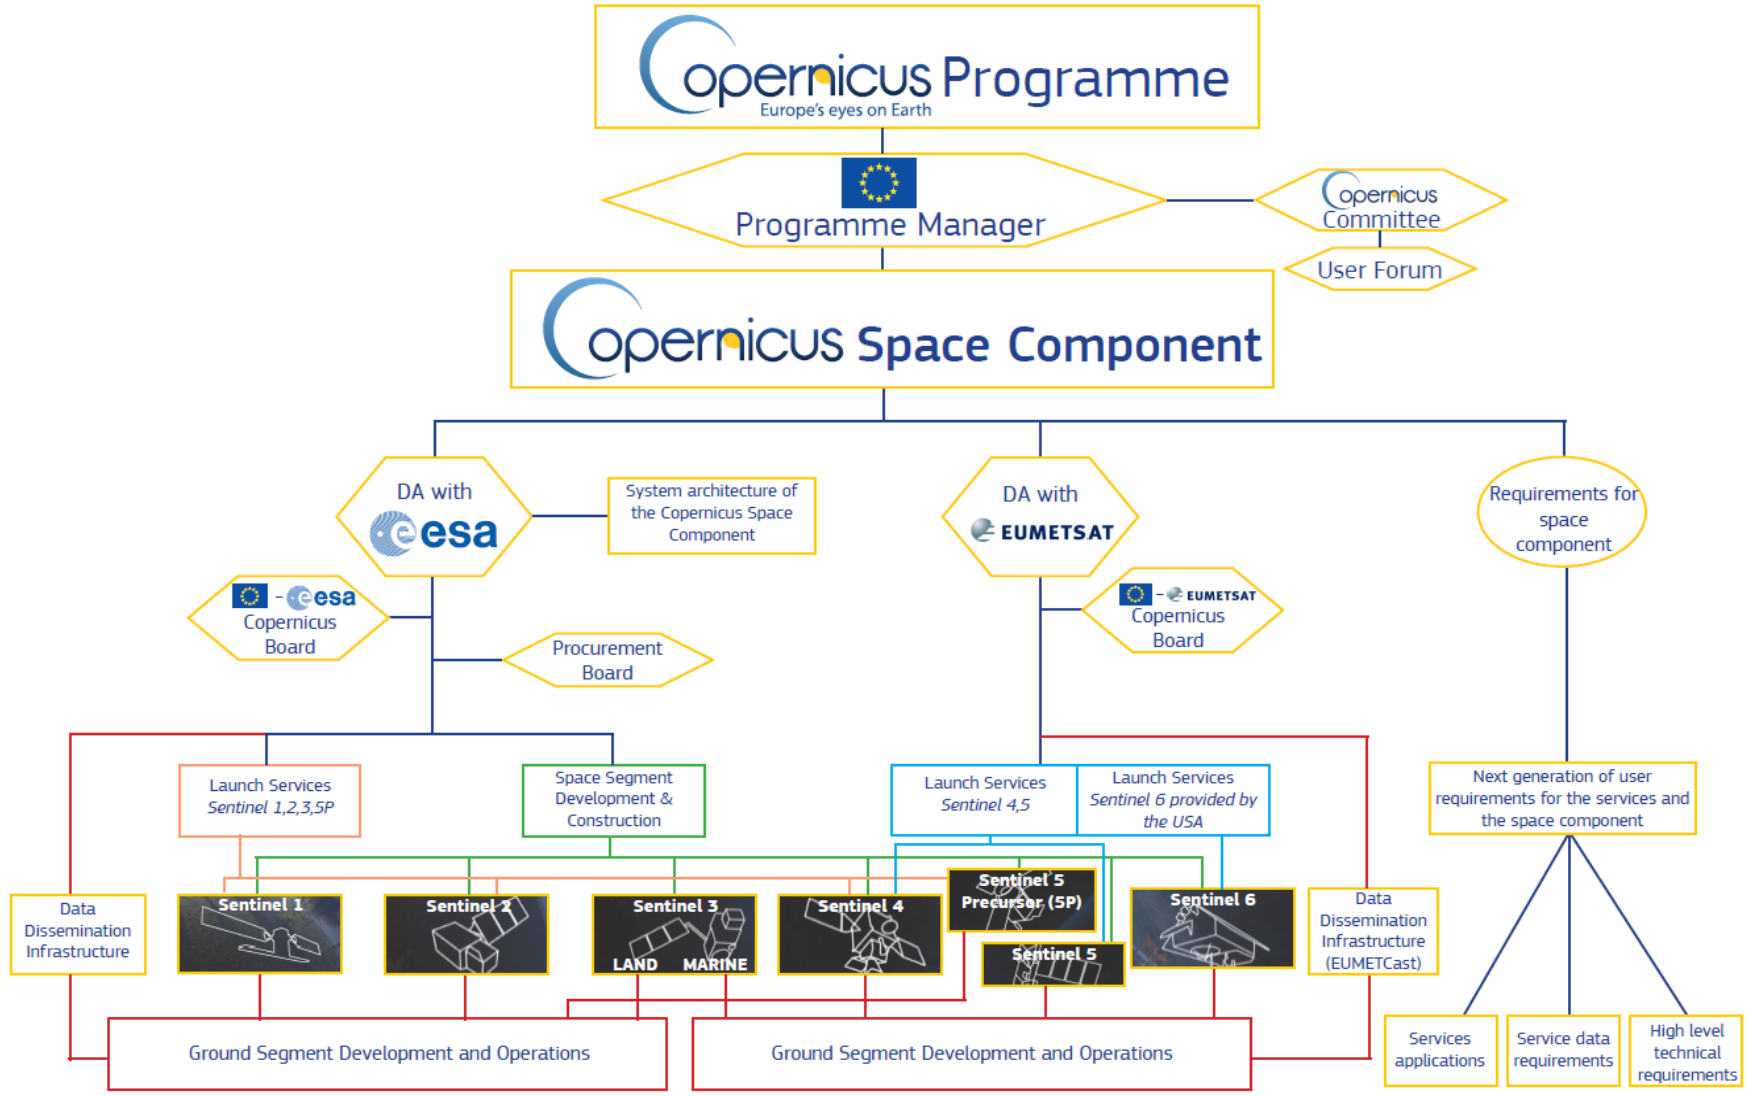 Copernicus Programme
Europe's eyes on Earth
Programme Manager
Copernicus
Committee
User Forum
Copernicus Space Component
DA with
esa
System architecture of
the Copernicus Space
Component
DA with
EUMETSAT
Requirements for
space
component
- esa
Copernicus
Board
Procurement
Board
- EUMETSAT
Copernicus
Board
Launch Services
Sentinel 1,2,3,5P
Space Segment
Development &
Construction
Launch Services
Sentinel 4,5
Launch Services
Sentinel 6 provided by
the USA
Next generation of user
requirements for the services and
the space component
Data
Dissemination
Infrastructure
Sentinel 1
Sentinel 2
Sentinel 3
LAND MARINE
Sentinel 4
Sentinel 5
Precursor (5P)
Sentinel 5
Sentinel 6
Data
Dissemination
Infrastructure
(EUMETCast)
Ground Segment Development and Operations
Ground Segment Development and Operations
Services
applications
Service data
requirements
High level
technical
requirements